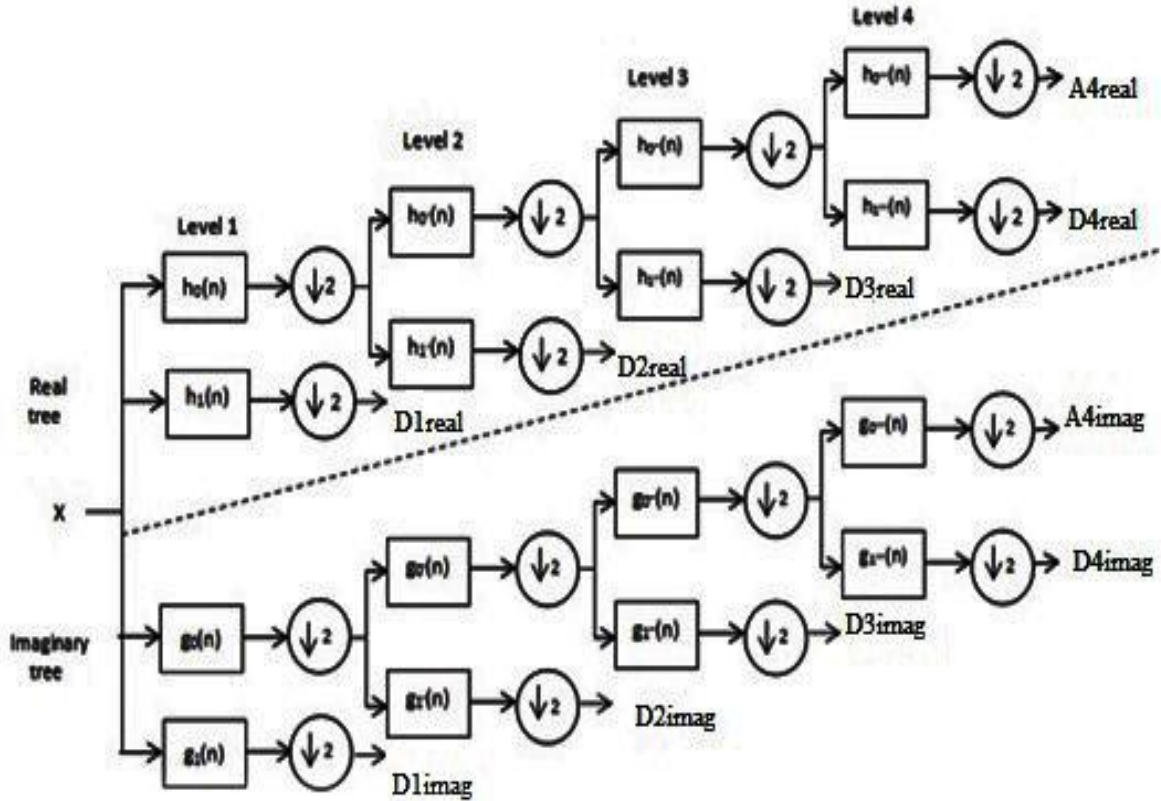 Level 4
h₀‴(n)
↓2
A4real
Level 3
h₀″(n)
↓2
h₁‴(n)
↓2
D4real
Level 2
h₀′(n)
↓2
h₁″(n)
↓2
D3real
Level 1
h₀(n)
↓2
h₁′(n)
↓2
D2real
Real
tree
h₁(n)
↓2
D1real
X
g₀‴(n)
↓2
A4imag
g₀″(n)
↓2
g₁‴(n)
↓2
D4imag
g₀′(n)
↓2
g₁″(n)
↓2
D3imag
Imaginary
tree
g₀(n)
↓2
g₁′(n)
↓2
D2imag
g₁(n)
↓2
D1imag